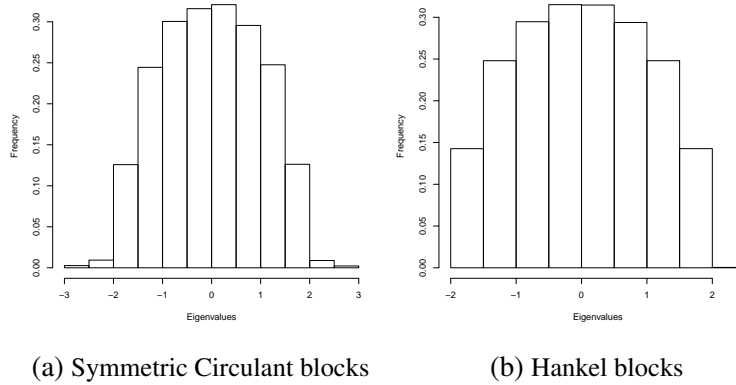 0.30
0.25
0.20
0.15
0.10
0.05
0.00
Frequency
−3 −2 −1 0 1 2 3
Eigenvalues
(a) Symmetric Circulant blocks
0.30
0.25
0.20
0.15
0.10
0.05
0.00
Frequency
−2 −1 0 1 2
Eigenvalues
(b) Hankel blocks